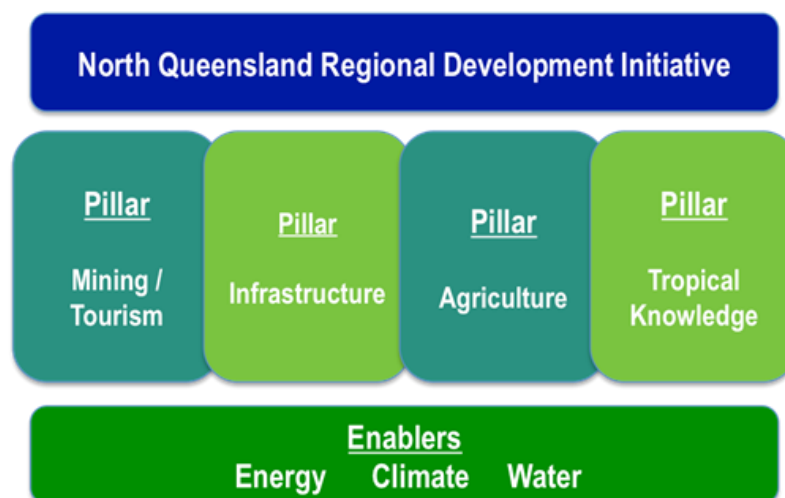 North Queensland Regional Development Initiative
Pillar
Mining /
Tourism
Pillar
Infrastructure
Pillar
Agriculture
Pillar
Tropical
Knowledge
Enablers
Energy Climate Water